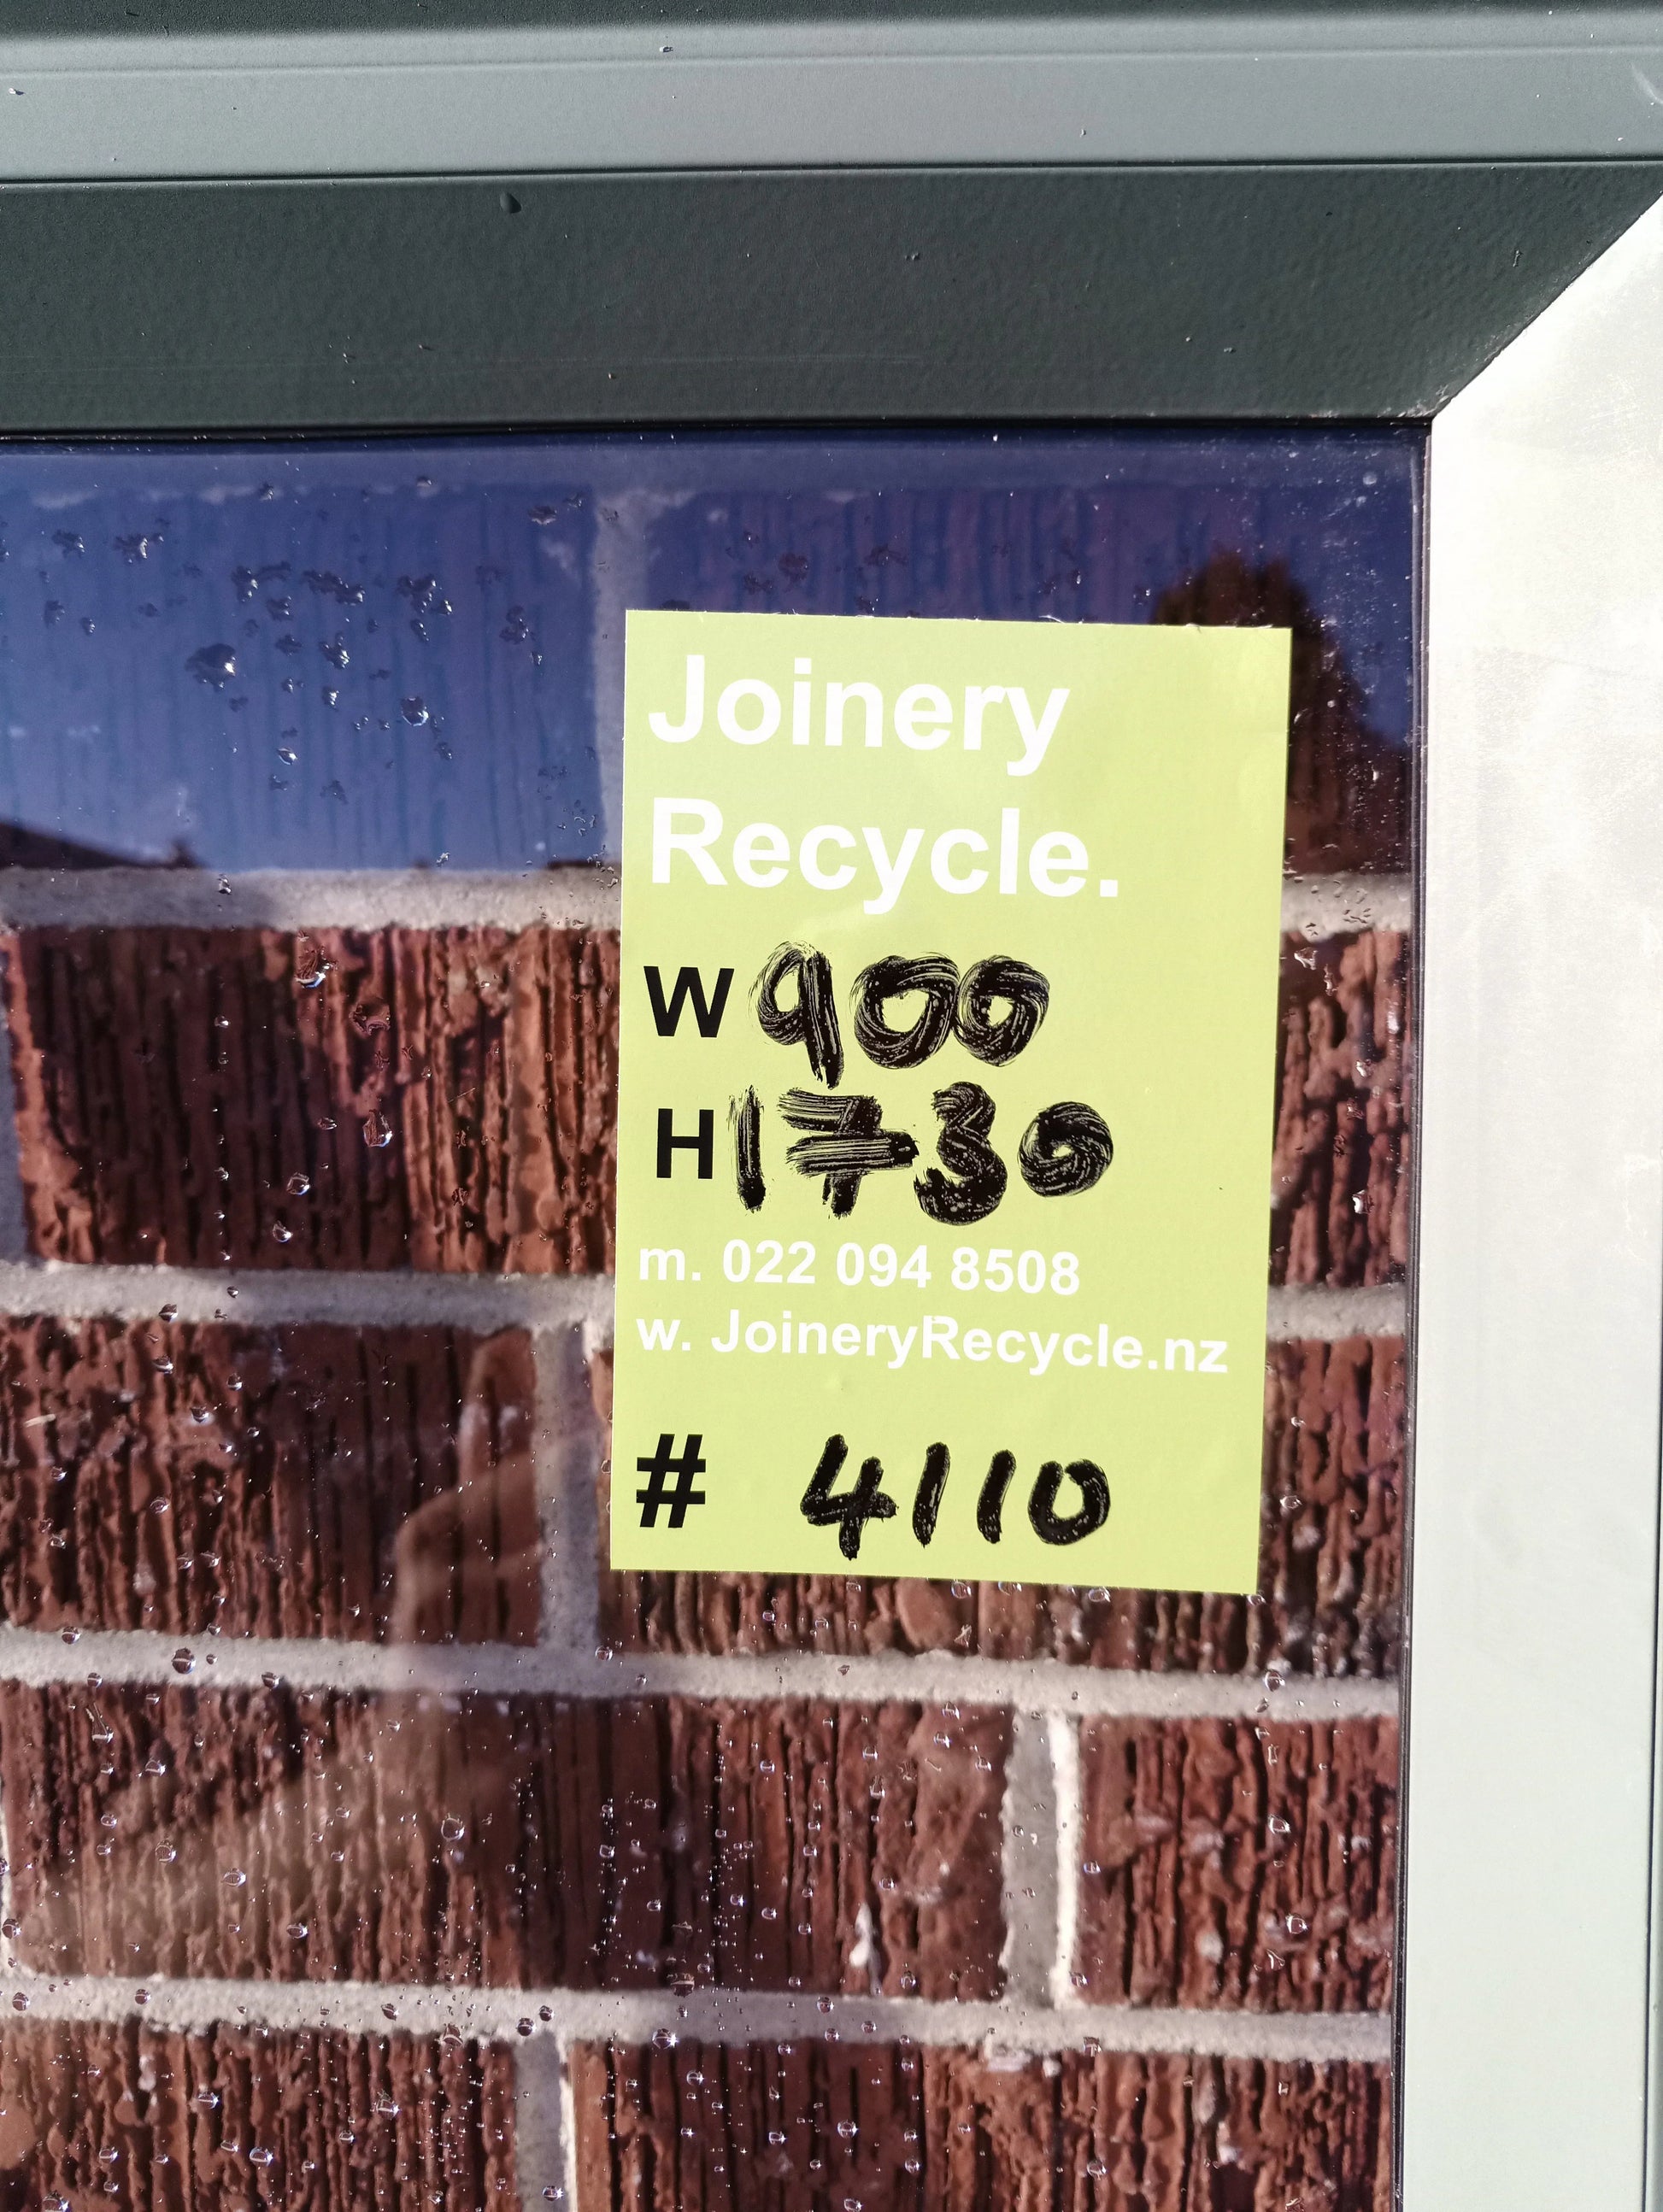 Joinery
Recycle.
W 900
H 1730
m. 022 094 8508
w. JoineryRecycle.nz
# 4110